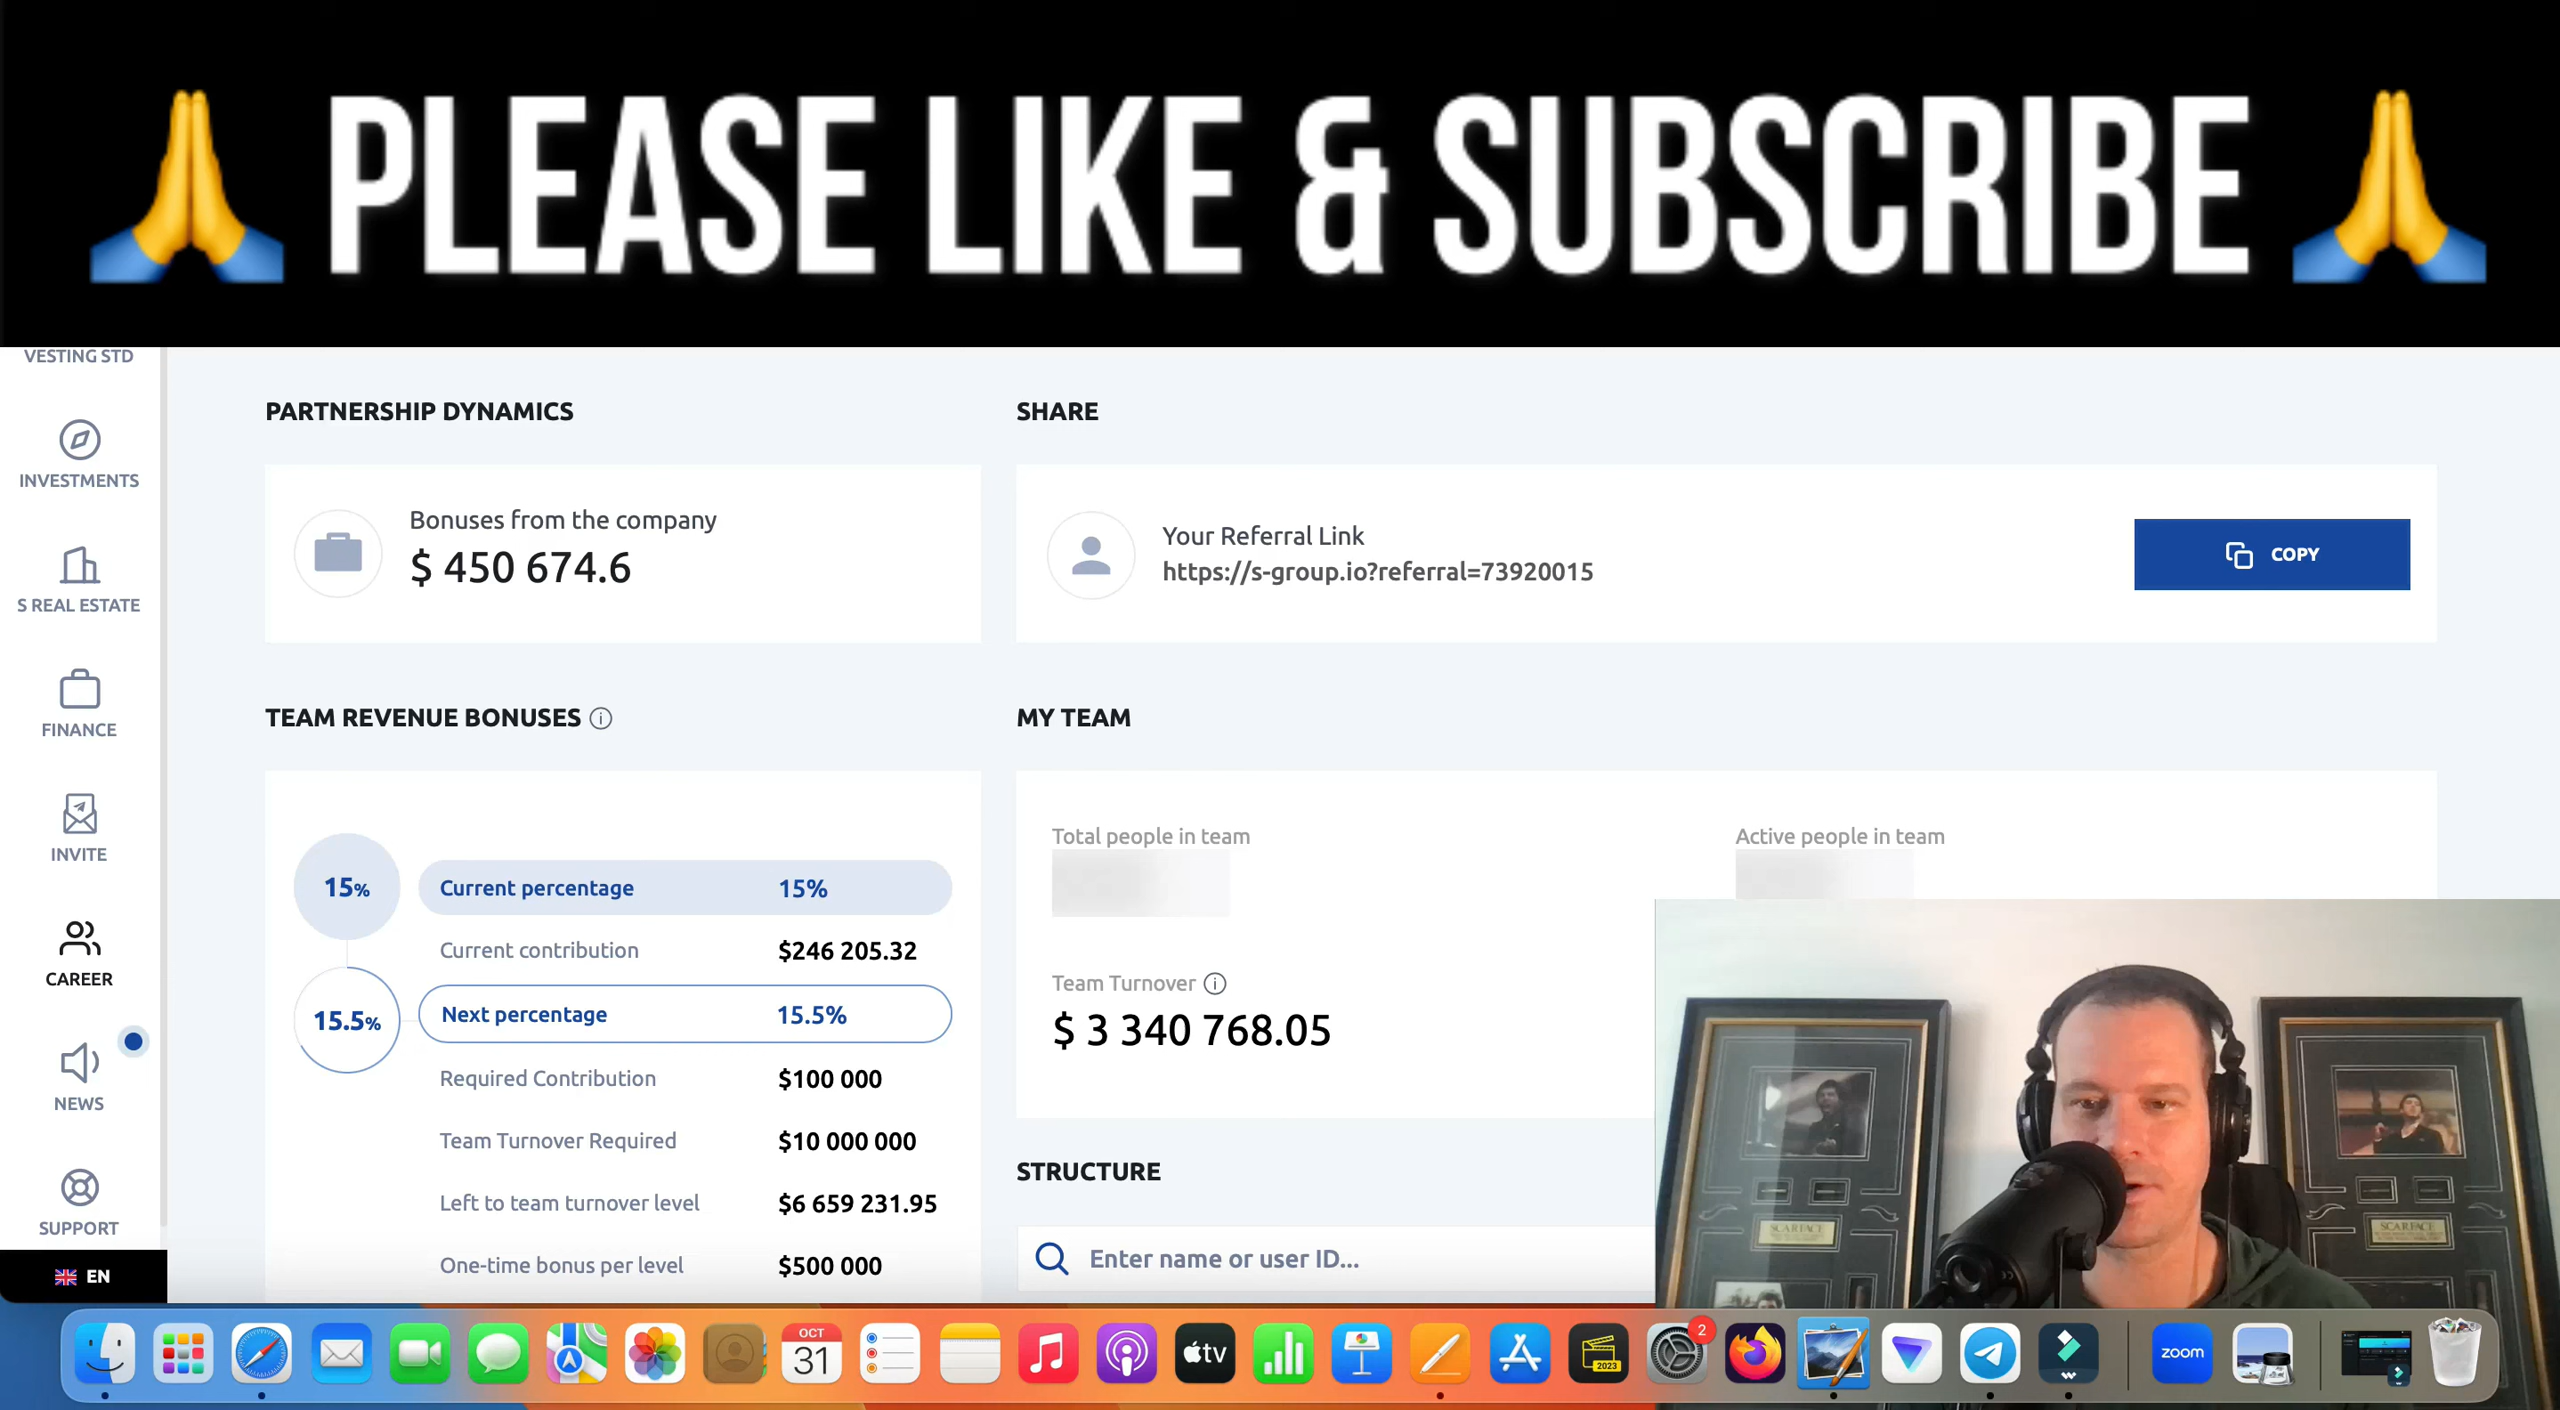 PLEASE LIKE & SUBSCRIBE
VESTING STD
INVESTMENTS
S REAL ESTATE
FINANCE
INVITE
CAREER
NEWS
SUPPORT
EN
PARTNERSHIP DYNAMICS
Bonuses from the company
$ 450 674.6
SHARE
Your Referral Link
https://s-group.io?referral=73920015
COPY
TEAM REVENUE BONUSES
15%
Current percentage 15%
Current contribution $246 205.32
15.5%
Next percentage 15.5%
Required Contribution $100 000
Team Turnover Required $10 000 000
Left to team turnover level $6 659 231.95
One-time bonus per level $500 000
MY TEAM
Total people in team
Active people in team
Team Turnover
$ 3 340 768.05
STRUCTURE
Enter name or user ID...
SCARFACE
SCARFACE
OCT
31
tv
2023
2
zoom